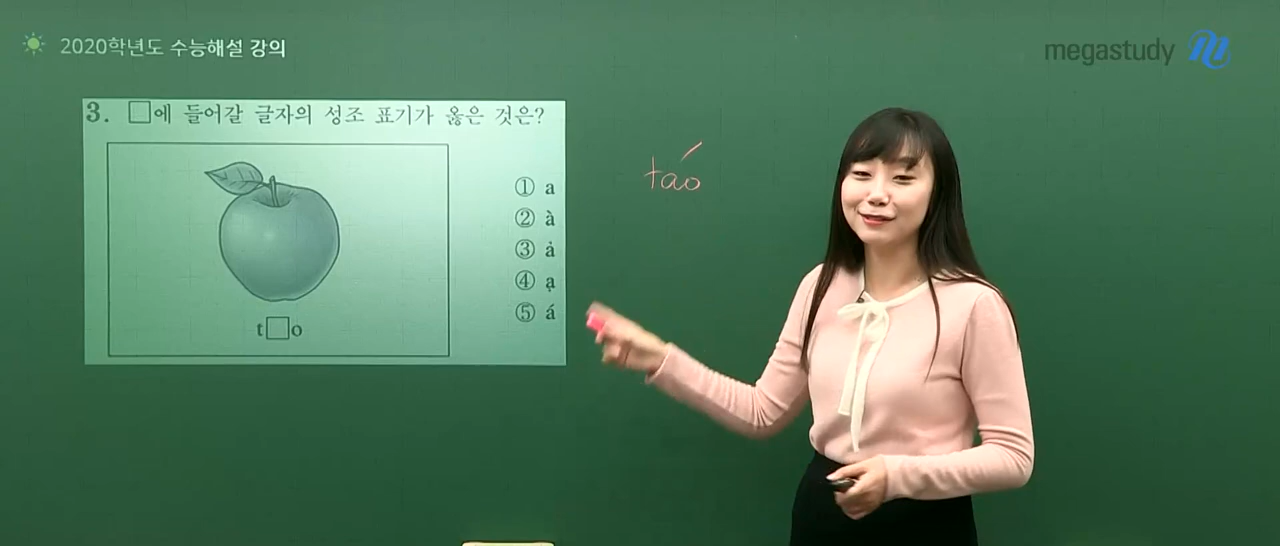 2020학년도 수능해설 강의
megastudy
3. □에 들어갈 글자의 성조 표기가 옳은 것은?
① a
② à
③ ả
④ ạ
⑤ á
t□o
táo